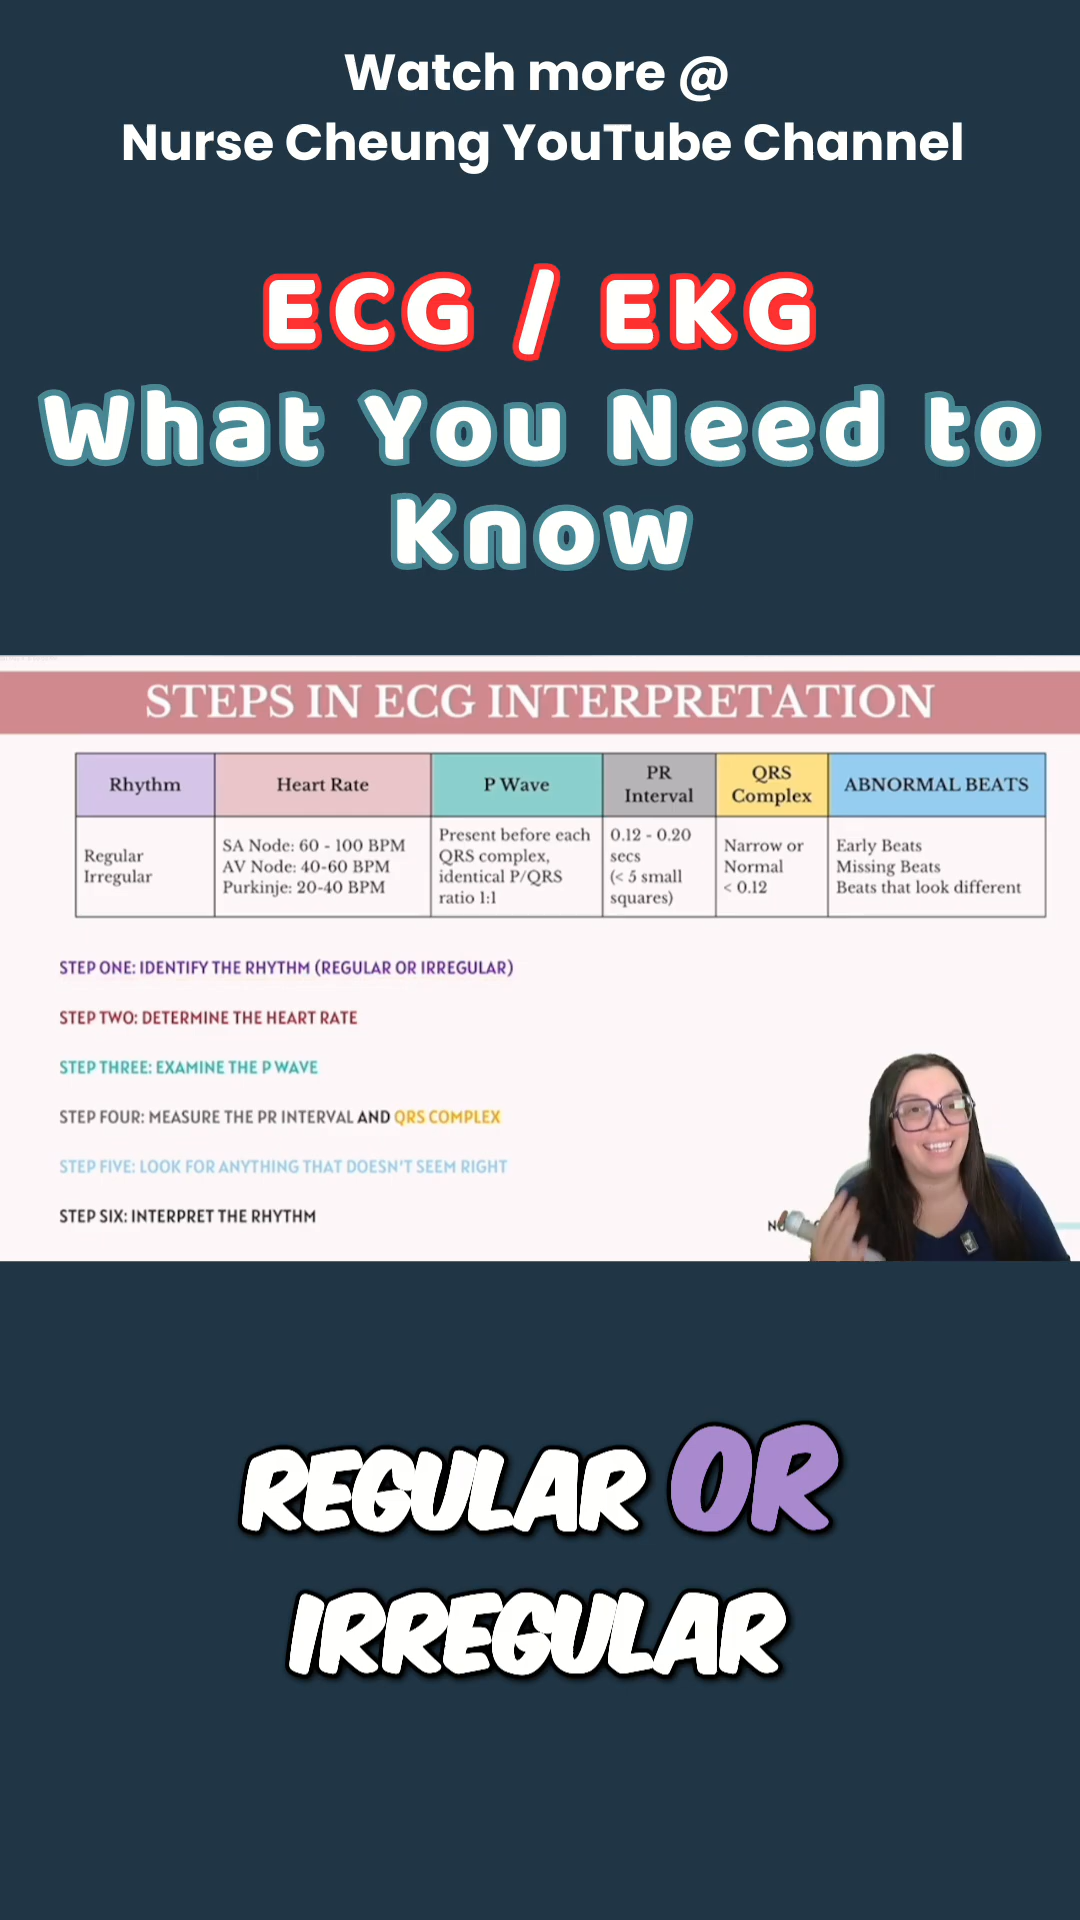 Watch more @
Nurse Cheung YouTube Channel
ECG / EKG
What You Need to
Know
STEPS IN ECG INTERPRETATION
Rhythm
Heart Rate
P Wave
PR
Interval
QRS
Complex
ABNORMAL BEATS
Regular
Irregular
SA Node: 60 - 100 BPM
AV Node: 40-60 BPM
Purkinje: 20-40 BPM
Present before each
QRS complex,
identical P/QRS
ratio 1:1
0.12 - 0.20
secs
(< 5 small
squares)
Narrow or
Normal
< 0.12
Early Beats
Missing Beats
Beats that look different
STEP ONE: IDENTIFY THE RHYTHM (REGULAR OR IRREGULAR)
STEP TWO: DETERMINE THE HEART RATE
STEP THREE: EXAMINE THE P WAVE
STEP FOUR: MEASURE THE PR INTERVAL AND QRS COMPLEX
STEP FIVE: LOOK FOR ANYTHING THAT DOESN'T SEEM RIGHT
STEP SIX: INTERPRET THE RHYTHM
REGULAR OR
IRREGULAR